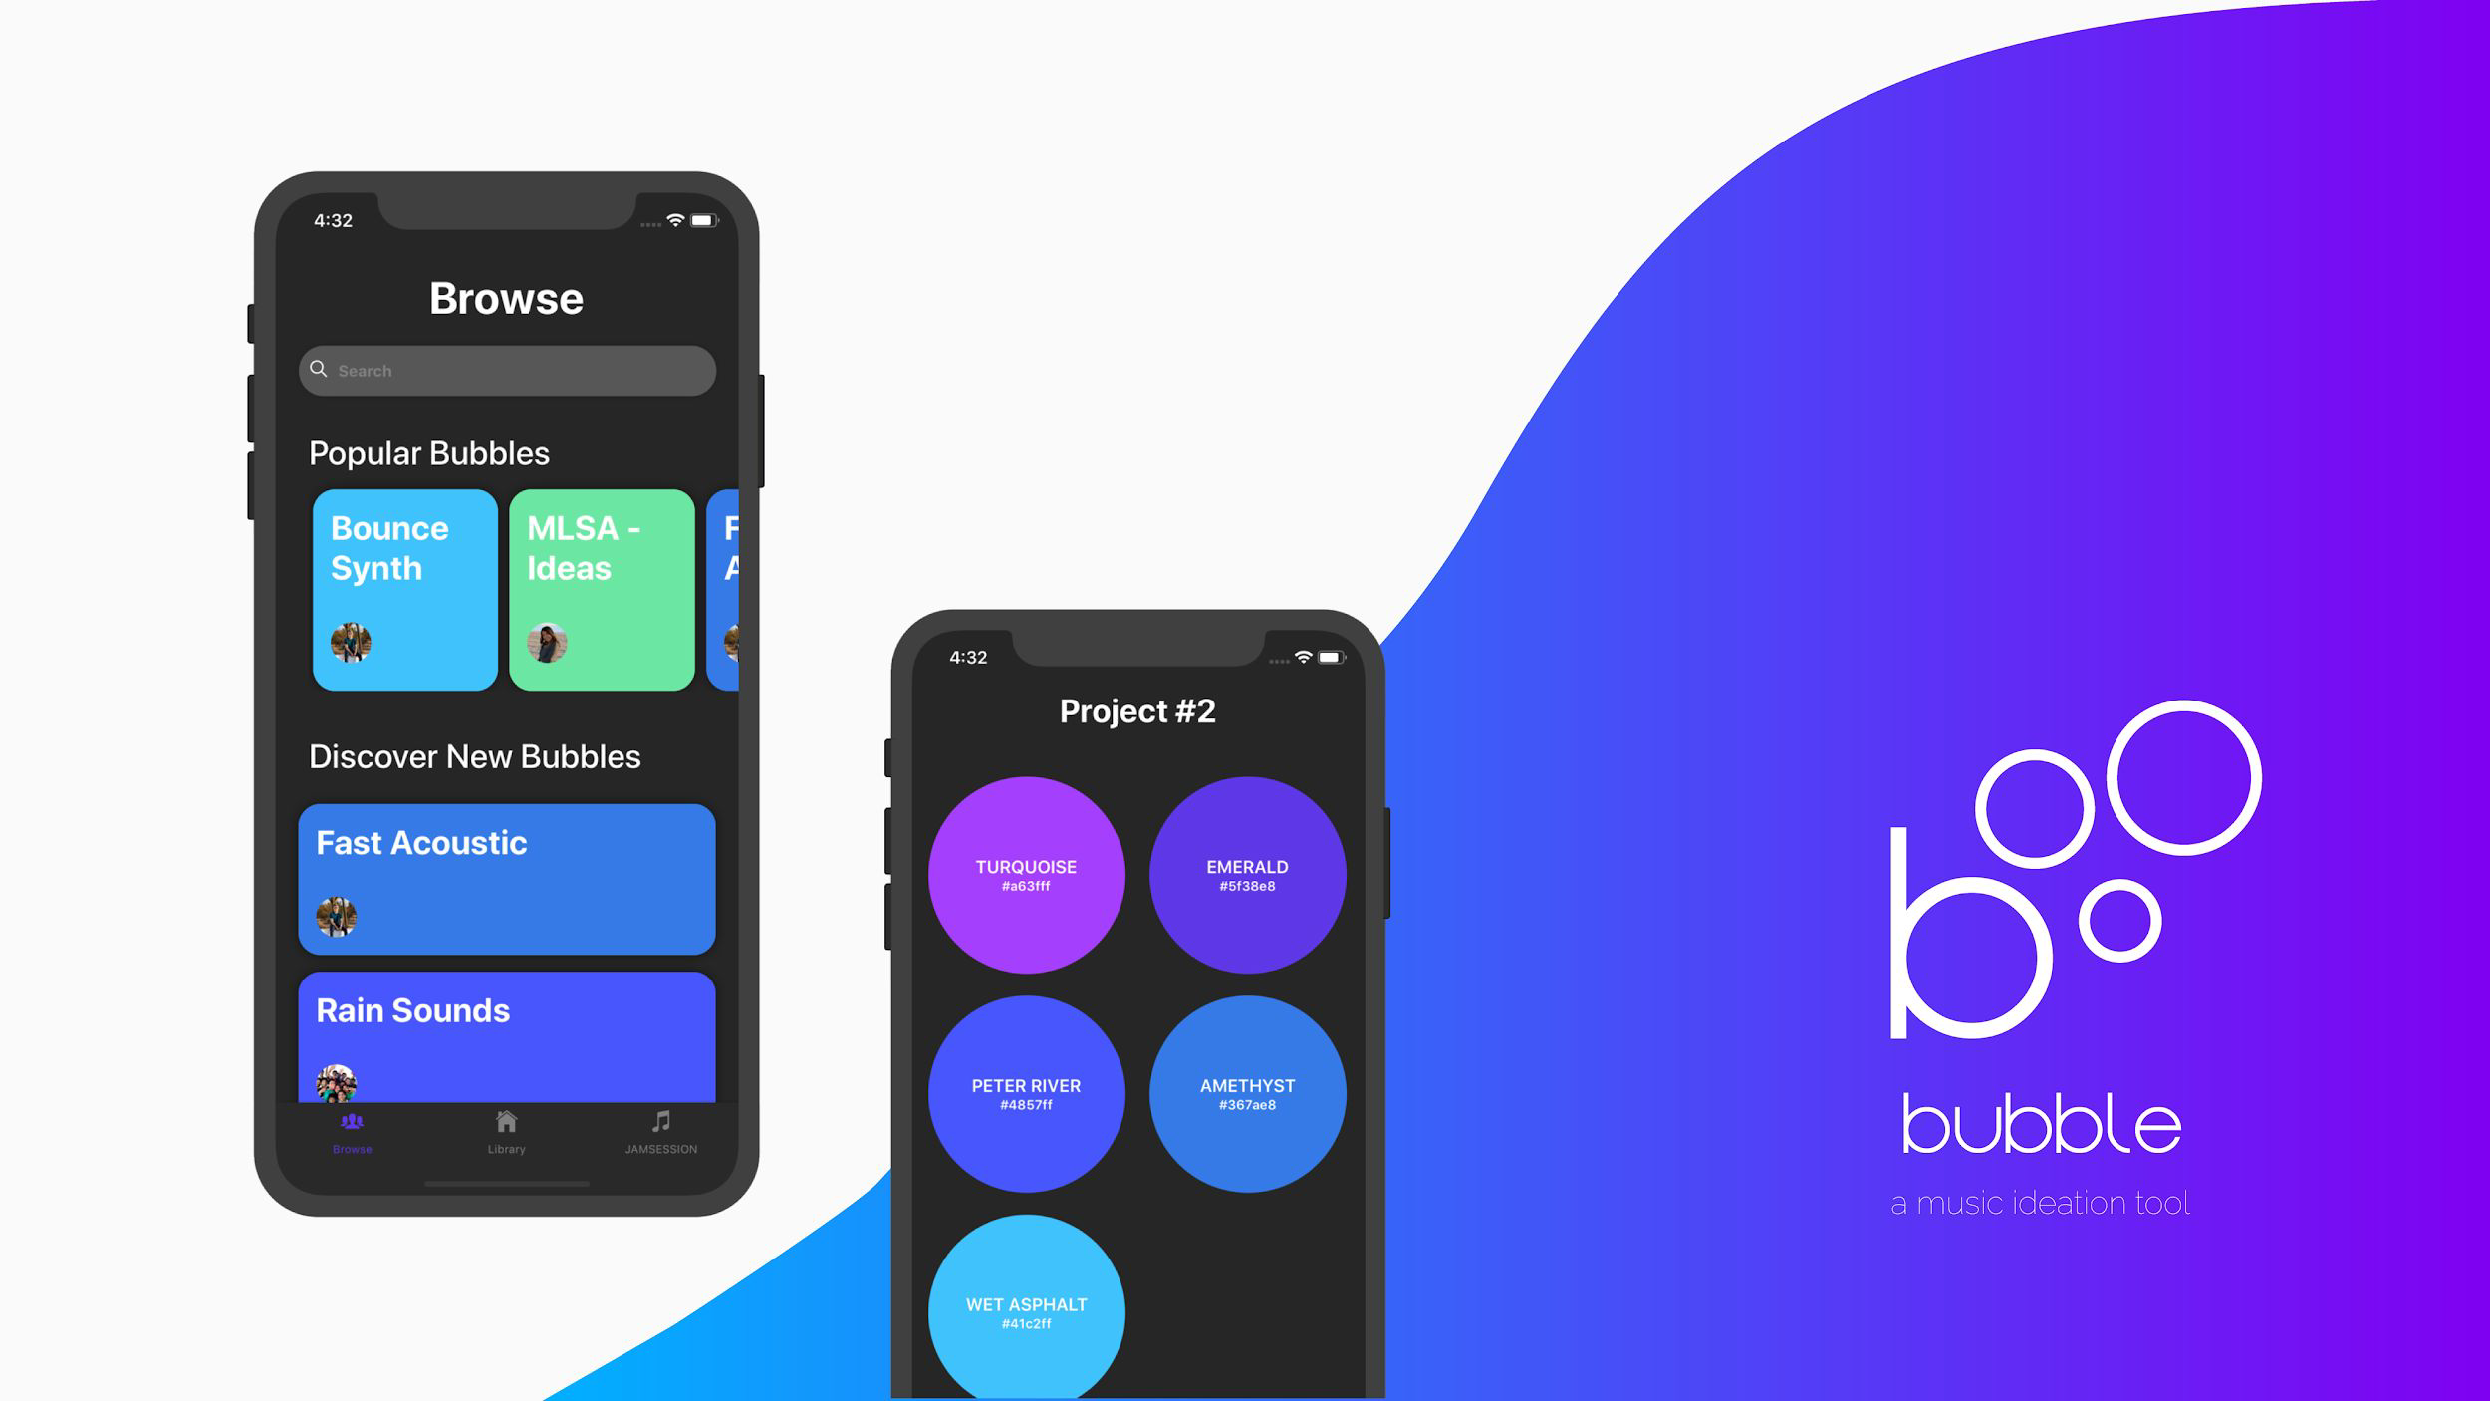 4:32
Browse
Search
Popular Bubbles
Bounce
Synth
MLSA -
Ideas
F
A
Discover New Bubbles
Fast Acoustic
Rain Sounds
Browse
Library
JAMSESSION
4:32
Project #2
TURQUOISE
#a63fff
EMERALD
#5f38e8
PETER RIVER
#4857ff
AMETHYST
#367ae8
WET ASPHALT
#41c2ff
b
bubble
a music ideation tool